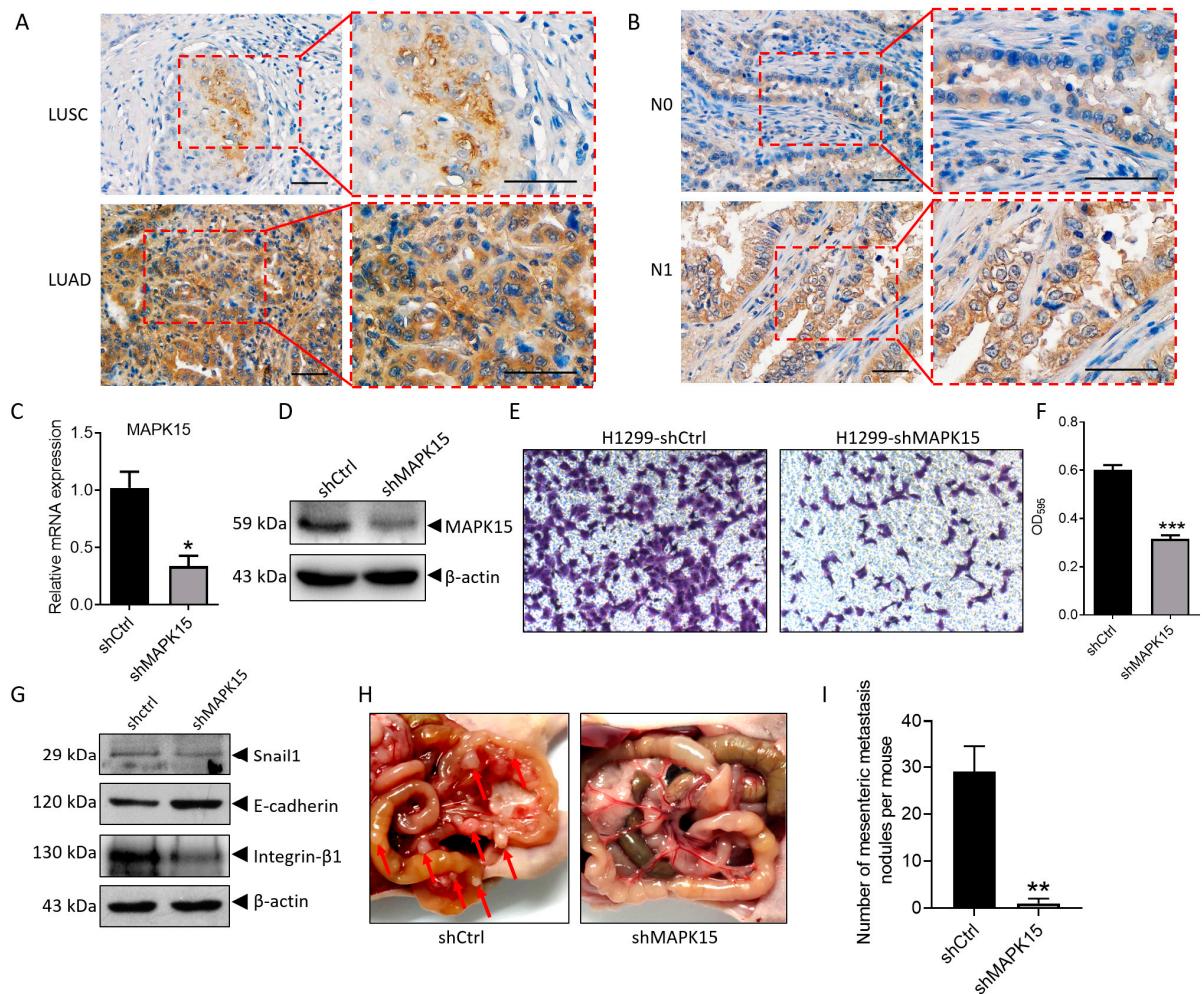 A
LUSC
LUAD
B
N0
N1
C
MAPK15
Relative mRNA expression
1.5
1.0
0.5
0.0
shCtrl
shMAPK15
*
D
shCtrl
shMAPK15
59 kDa
MAPK15
43 kDa
β-actin
E
H1299-shCtrl
H1299-shMAPK15
F
OD595
0.8
0.6
0.4
0.2
0.0
shCtrl
shMAPK15
***
G
shctrl
shMAPK15
29 kDa
Snail1
120 kDa
E-cadherin
130 kDa
Integrin-β1
43 kDa
β-actin
H
shCtrl
shMAPK15
I
Number of mesenteric metastasis
nodules per mouse
40
30
20
10
0
shCtrl
shMAPK15
**